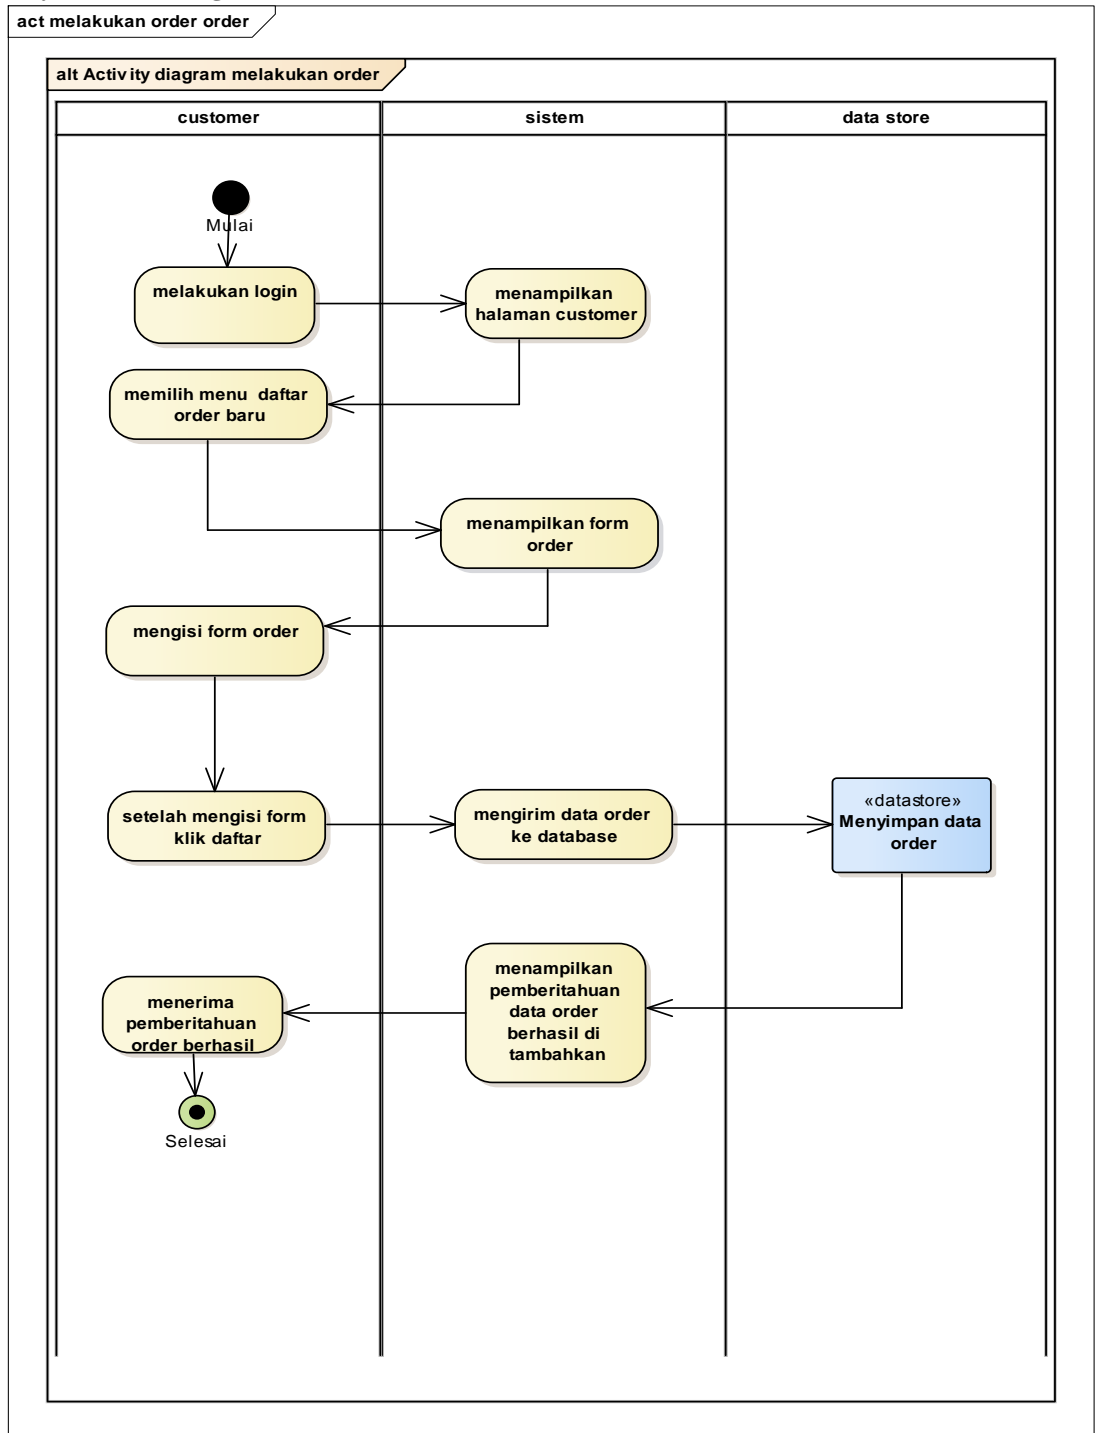 act melakukan order order
alt Activity diagram melakukan order
customer
sistem
data store
Mulai
melakukan login
menampilkan
halaman customer
memilih menu daftar
order baru
menampilkan form
order
mengisi form order
setelah mengisi form
klik daftar
mengirim data order
ke database
«datastore»
Menyimpan data
order
menampilkan
pemberitahuan
data order
berhasil di
tambahkan
menerima
pemberitahuan
order berhasil
Selesai